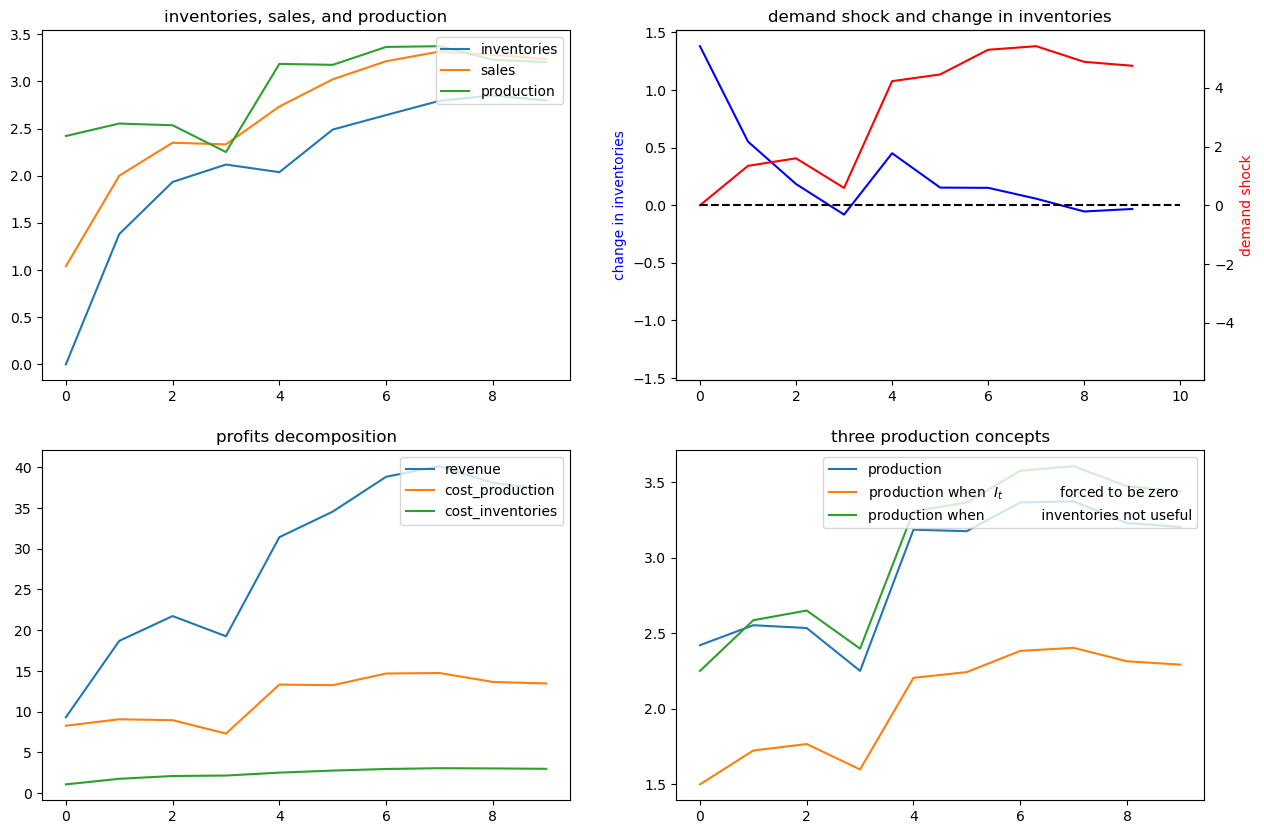 inventories, sales, and production
3.5
3.0
2.5
2.0
1.5
1.0
0.5
0.0
0 2 4 6 8
inventories
sales
production
demand shock and change in inventories
change in inventories
1.5
1.0
0.5
0.0
−0.5
−1.0
−1.5
0 2 4 6 8 10
4
2
0
−2
−4
demand shock
profits decomposition
40
35
30
25
20
15
10
5
0
0 2 4 6 8
revenue
cost_production
cost_inventories
three production concepts
3.5
3.0
2.5
2.0
1.5
0 2 4 6 8
production
production when I_t forced to be zero
production when inventories not useful